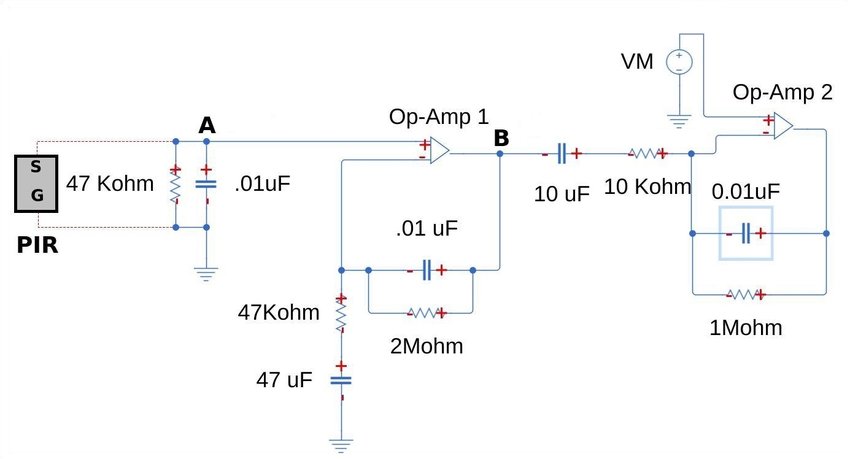 VM
Op-Amp 2
Op-Amp 1
A
B
S
G
47 Kohm
.01uF
10 uF
10 Kohm
0.01uF
PIR
.01 uF
47Kohm
2Mohm
1Mohm
47 uF